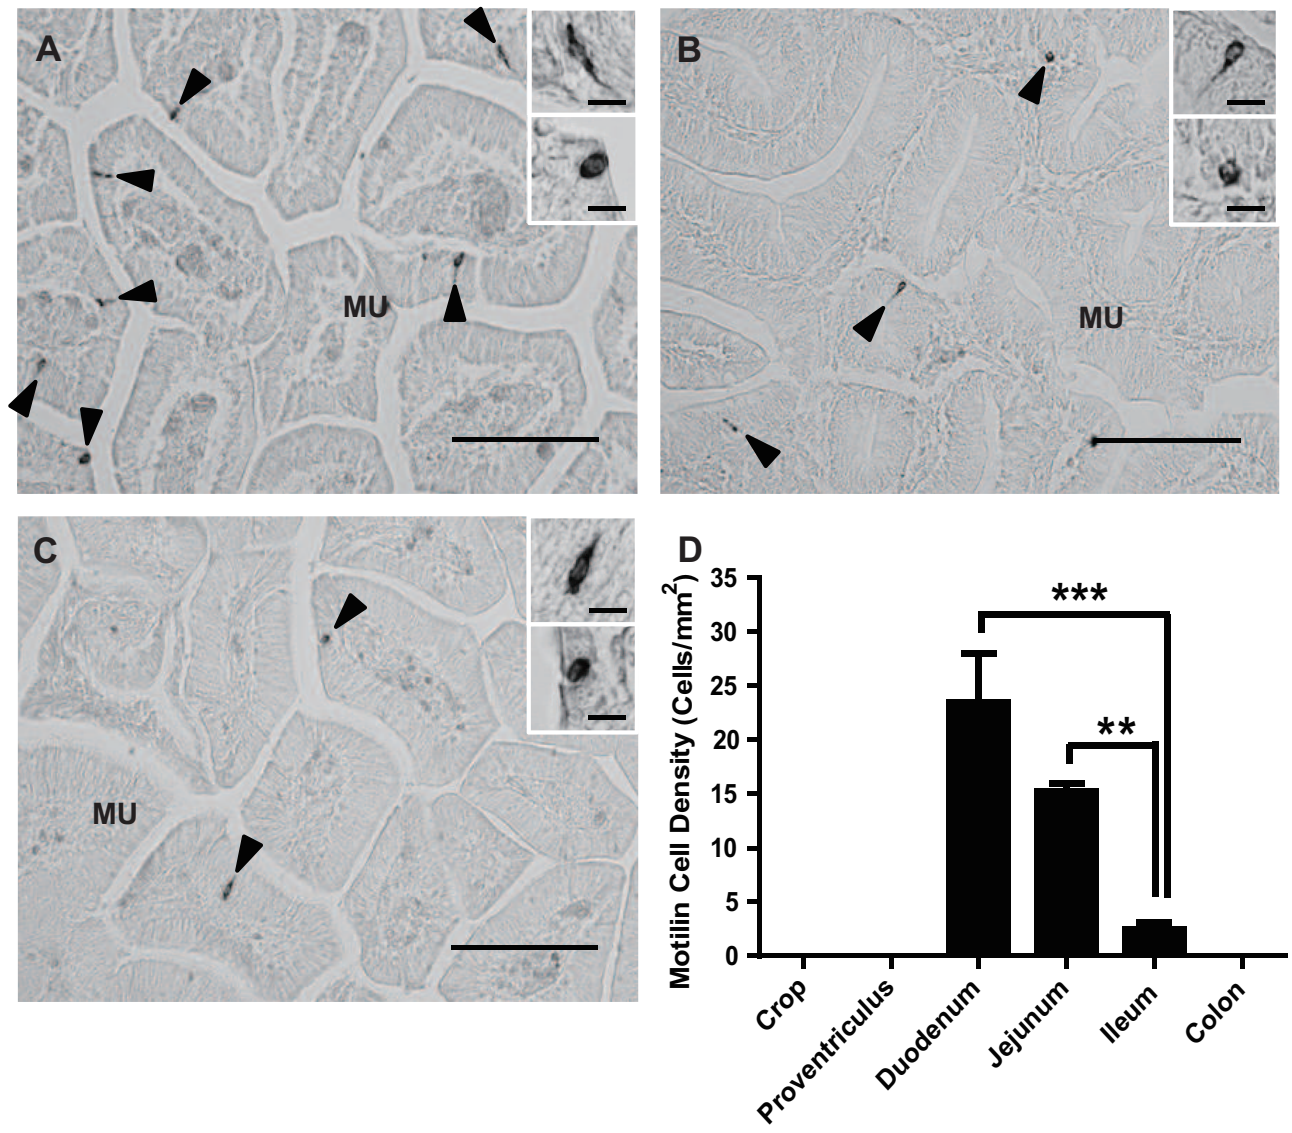 A
MU
B
MU
C
MU
D
Motilin Cell Density (Cells/mm2)
35
30
25
20
15
10
5
0
***
**
Crop
Proventriculus
Duodenum
Jejunum
Ileum
Colon